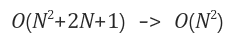 O(N²+2N+1) -> O(N²)